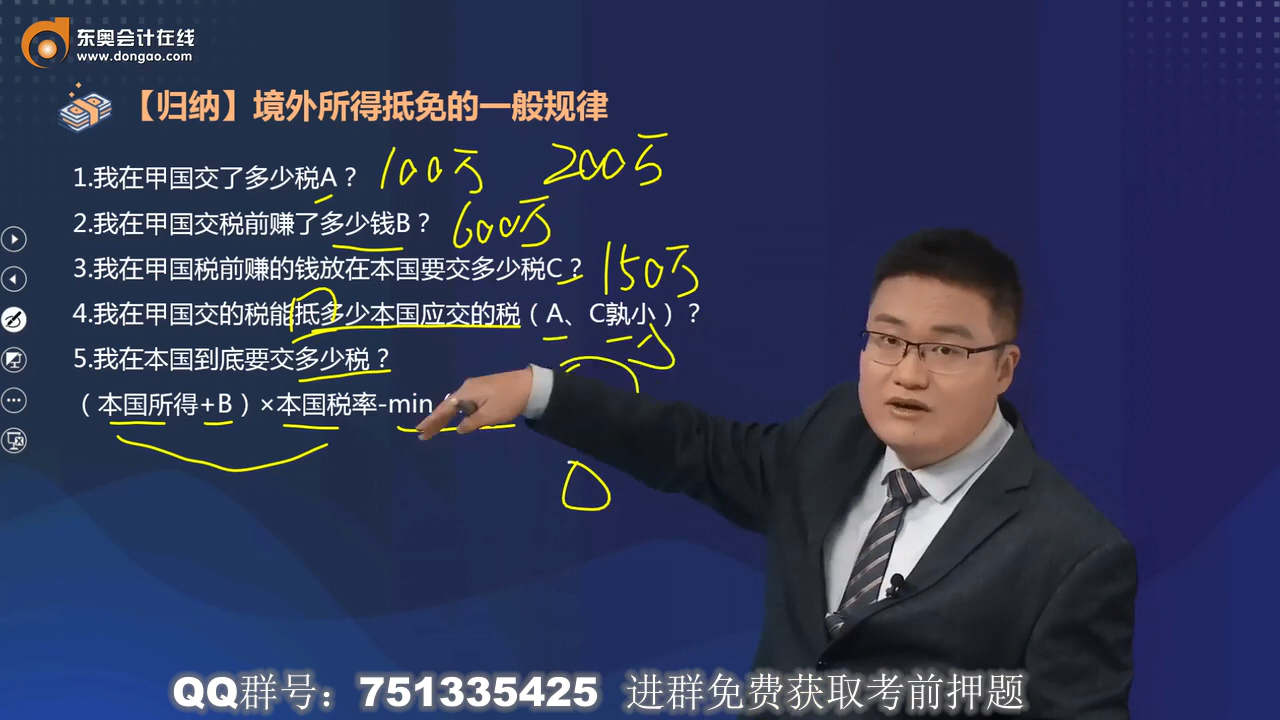 东奥会计在线
www.dongao.com
【归纳】境外所得抵免的一般规律
1.我在甲国交了多少税A？ 100万 200万
2.我在甲国交税前赚了多少钱B？ 600万
3.我在甲国税前赚的钱放在本国要交多少税C？ 150万
4.我在甲国交的税能抵多少本国应交的税（A、C孰小）？
5.我在本国到底要交多少税？
（本国所得+B）×本国税率-min
0
QQ群号：751335425 进群免费获取考前押题